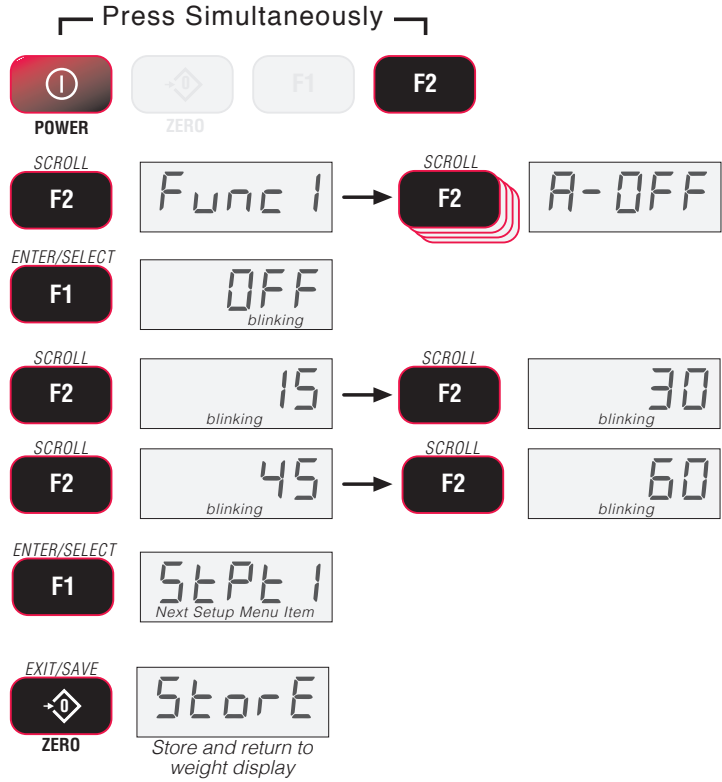 Press Simultaneously
F1 F2
POWER ZERO
SCROLL SCROLL
F2 Func 1 F2 A-OFF
ENTER/SELECT
F1 OFF
blinking
SCROLL SCROLL
F2 15 F2 30
blinking blinking
SCROLL SCROLL
F2 45 F2 60
blinking blinking
ENTER/SELECT
F1 StPt 1
Next Setup Menu Item
EXIT/SAVE
→0← StorE
ZERO Store and return to
weight display